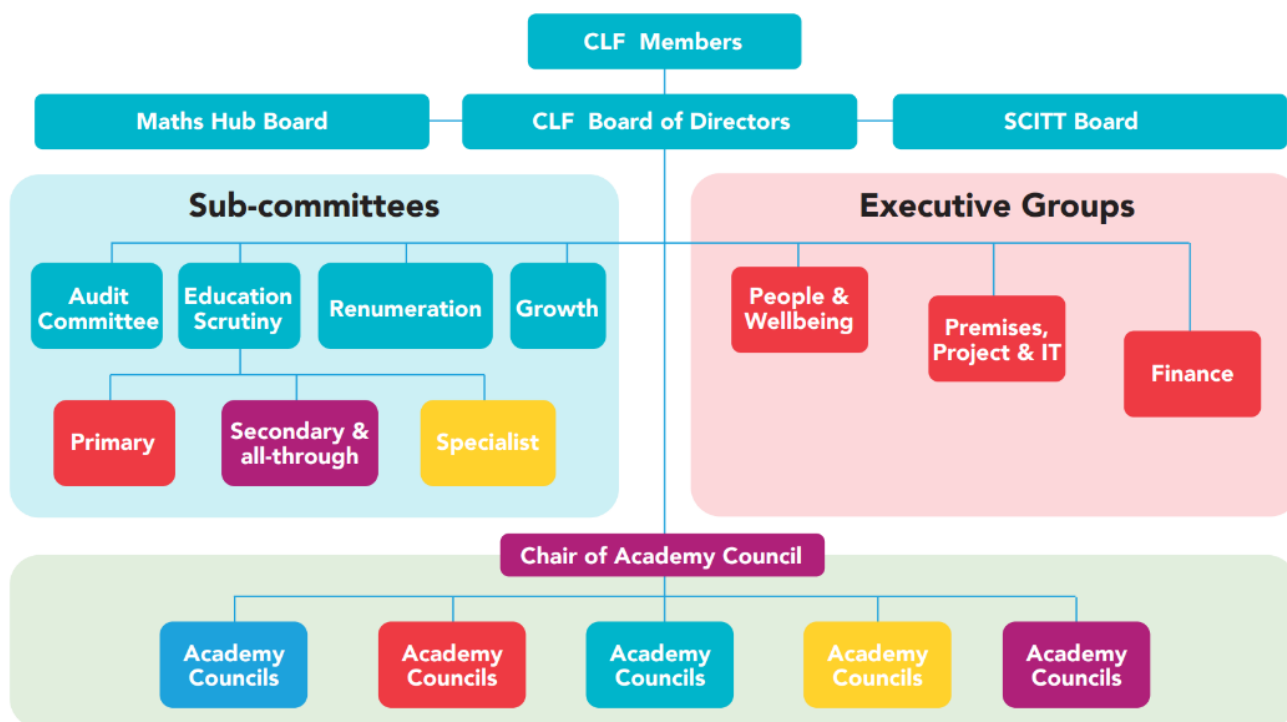 CLF Members
Maths Hub Board
CLF Board of Directors
SCITT Board
Sub-committees
Executive Groups
Audit
Committee
Education
Scrutiny
Renumeration
Growth
People &
Wellbeing
Premises,
Project & IT
Finance
Primary
Secondary &
all-through
Specialist
Chair of Academy Council
Academy
Councils
Academy
Councils
Academy
Councils
Academy
Councils
Academy
Councils